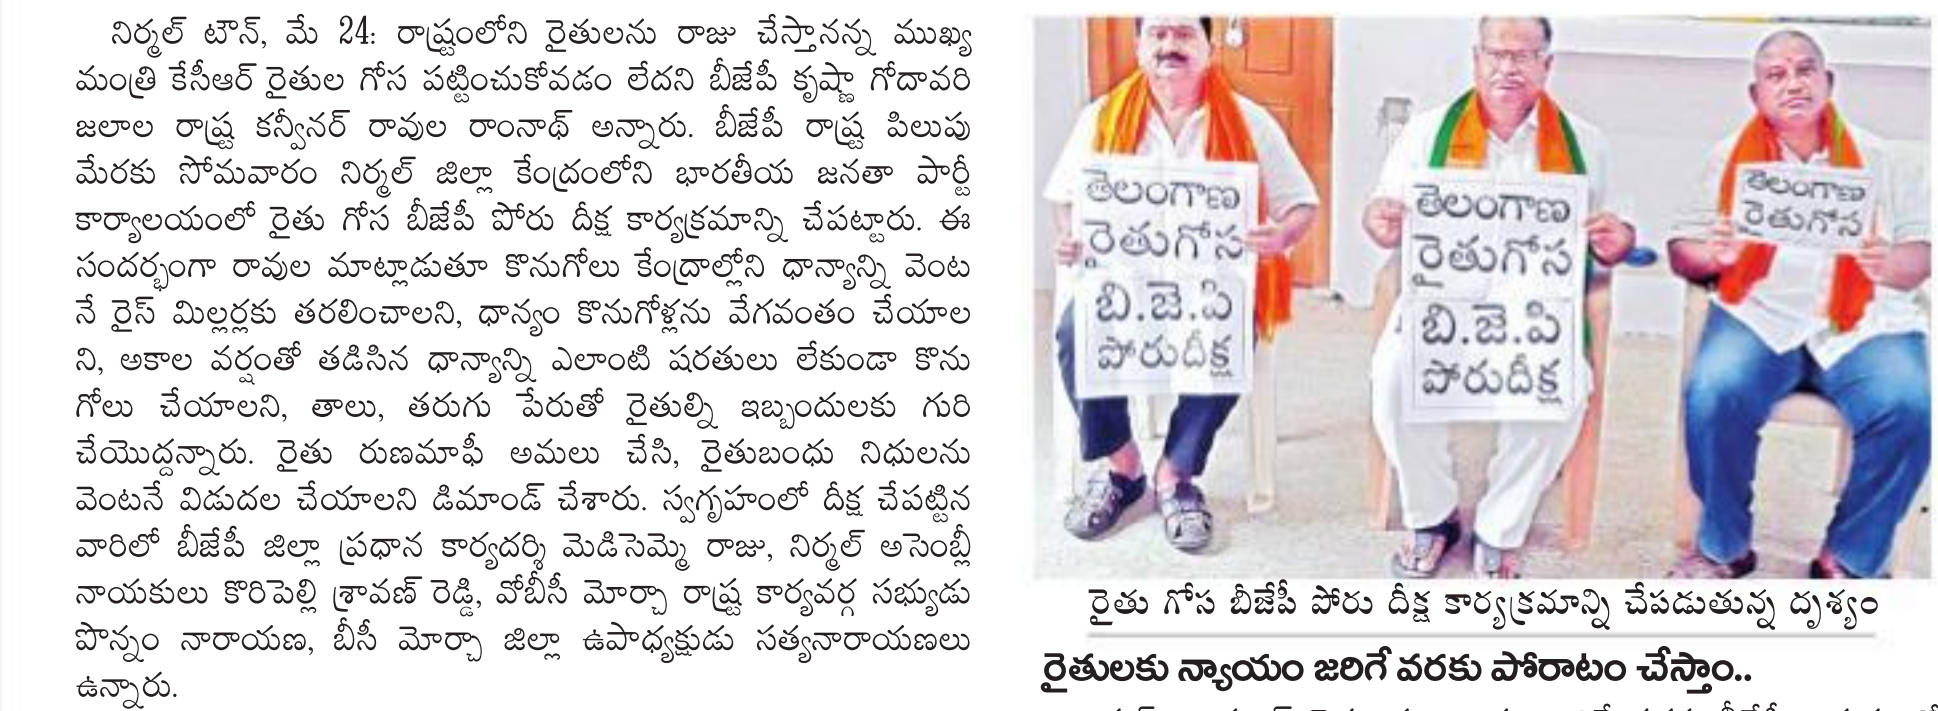 నిర్మల్ టౌన్, మే 24: రాష్ట్రంలోని రైతులను రాజు చేస్తానన్న ముఖ్య
మంత్రి కేసీఆర్ రైతుల గోస పట్టించుకోవడం లేదని బీజేపీ కృష్ణా గోదావరి
జలాల రాష్ట్ర కన్వీనర్ రావుల రాంనాథ్ అన్నారు. బీజేపీ రాష్ట్ర పిలుపు
మేరకు సోమవారం నిర్మల్ జిల్లా కేంద్రంలోని భారతీయ జనతా పార్టీ
కార్యాలయంలో రైతు గోస బీజేపీ పోరు దీక్ష కార్యక్రమాన్ని చేపట్టారు. ఈ
సందర్భంగా రావుల మాట్లాడుతూ కొనుగోలు కేంద్రాల్లోని ధాన్యాన్ని వెంట
నే రైస్ మిల్లర్లకు తరలించాలని, ధాన్యం కొనుగోళ్లను వేగవంతం చేయాల
ని, అకాల వర్షంతో తడిసిన ధాన్యాన్ని ఎలాంటి షరతులు లేకుండా కొను
గోలు చేయాలని, తాలు, తరుగు పేరుతో రైతుల్ని ఇబ్బందులకు గురి
చేయొద్దన్నారు. రైతు రుణమాఫీ అమలు చేసి, రైతుబంధు నిధులను
వెంటనే విడుదల చేయాలని డిమాండ్ చేశారు. స్వగృహంలో దీక్ష చేపట్టిన
వారిలో బీజేపీ జిల్లా ప్రధాన కార్యదర్శి మెడిసెమ్మె రాజు, నిర్మల్ అసెంబ్లీ
నాయకులు కొరిపెల్లి శ్రావణ్ రెడ్డి, వోబీసీ మోర్చా రాష్ట్ర కార్యవర్గ సభ్యుడు
పొన్నం నారాయణ, బీసీ మోర్చా జిల్లా ఉపాధ్యక్షుడు సత్యనారాయణలు
ఉన్నారు.
తెలంగాణ
రైతుగోస
బి.జె.పి
పోరుదీక్ష
తెలంగాణ
రైతుగోస
బి.జె.పి
పోరుదీక్ష
తెలంగాణ
రైతుగోస
రైతు గోస బీజేపీ పోరు దీక్ష కార్యక్రమాన్ని చేపడుతున్న దృశ్యం
రైతులకు న్యాయం జరిగే వరకు పోరాటం చేస్తాం..